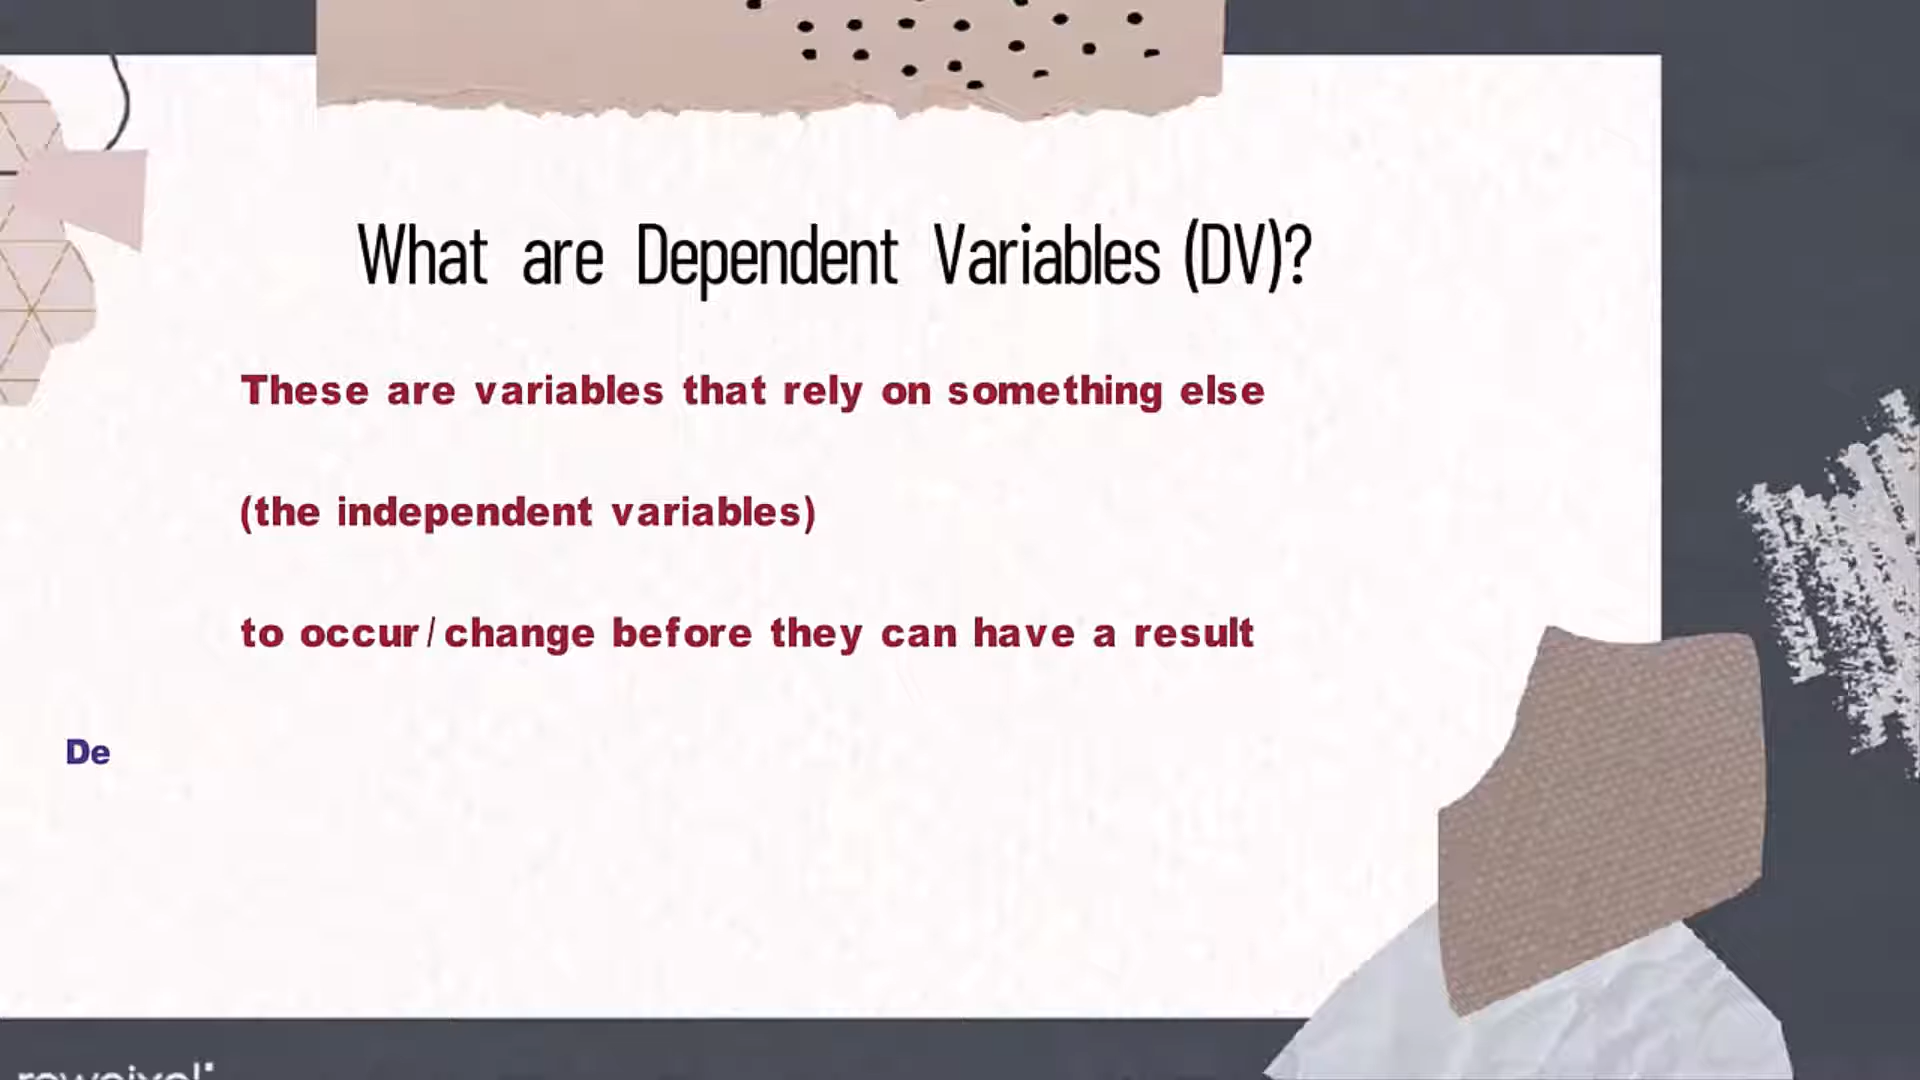 What are Dependent Variables (DV)?
These are variables that rely on something else
(the independent variables)
to occur/change before they can have a result
De
rawpixel